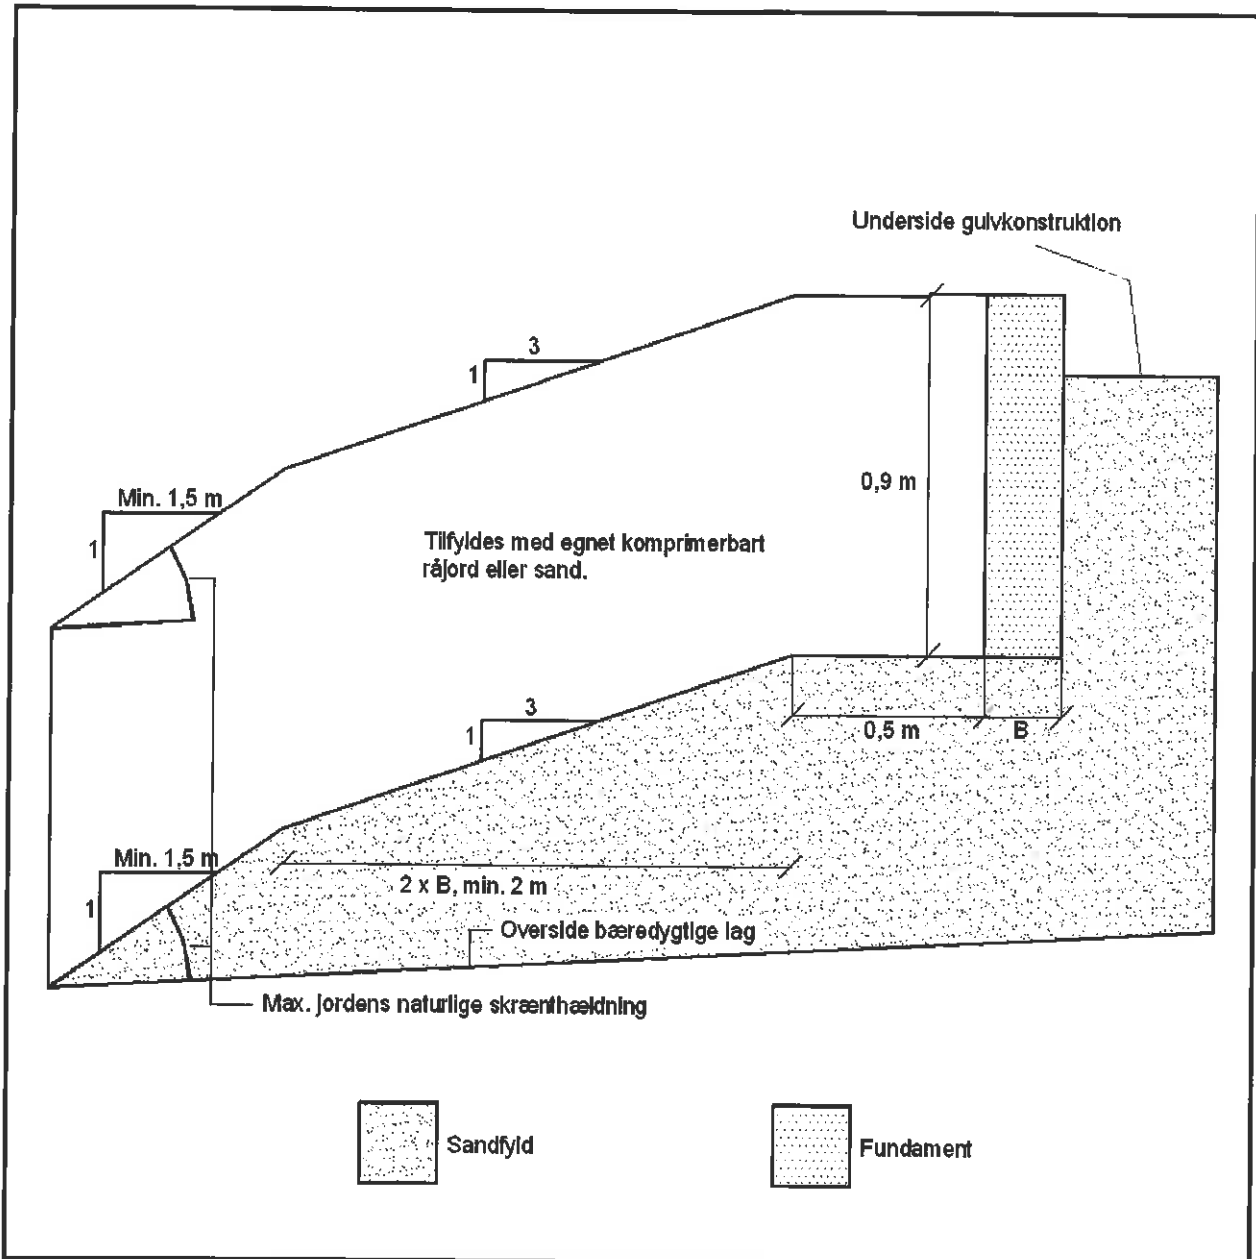 Underside gulvkonstruktion
3
1
Min. 1,5 m
1
0,9 m
Tilfyldes med egnet komprimerbart
råjord eller sand.
3
1
0,5 m
B
Min. 1,5 m
1
2 x B, min. 2 m
Overside bæredygtige lag
Max. jordens naturlige skrænthældning
Sandfyld
Fundament